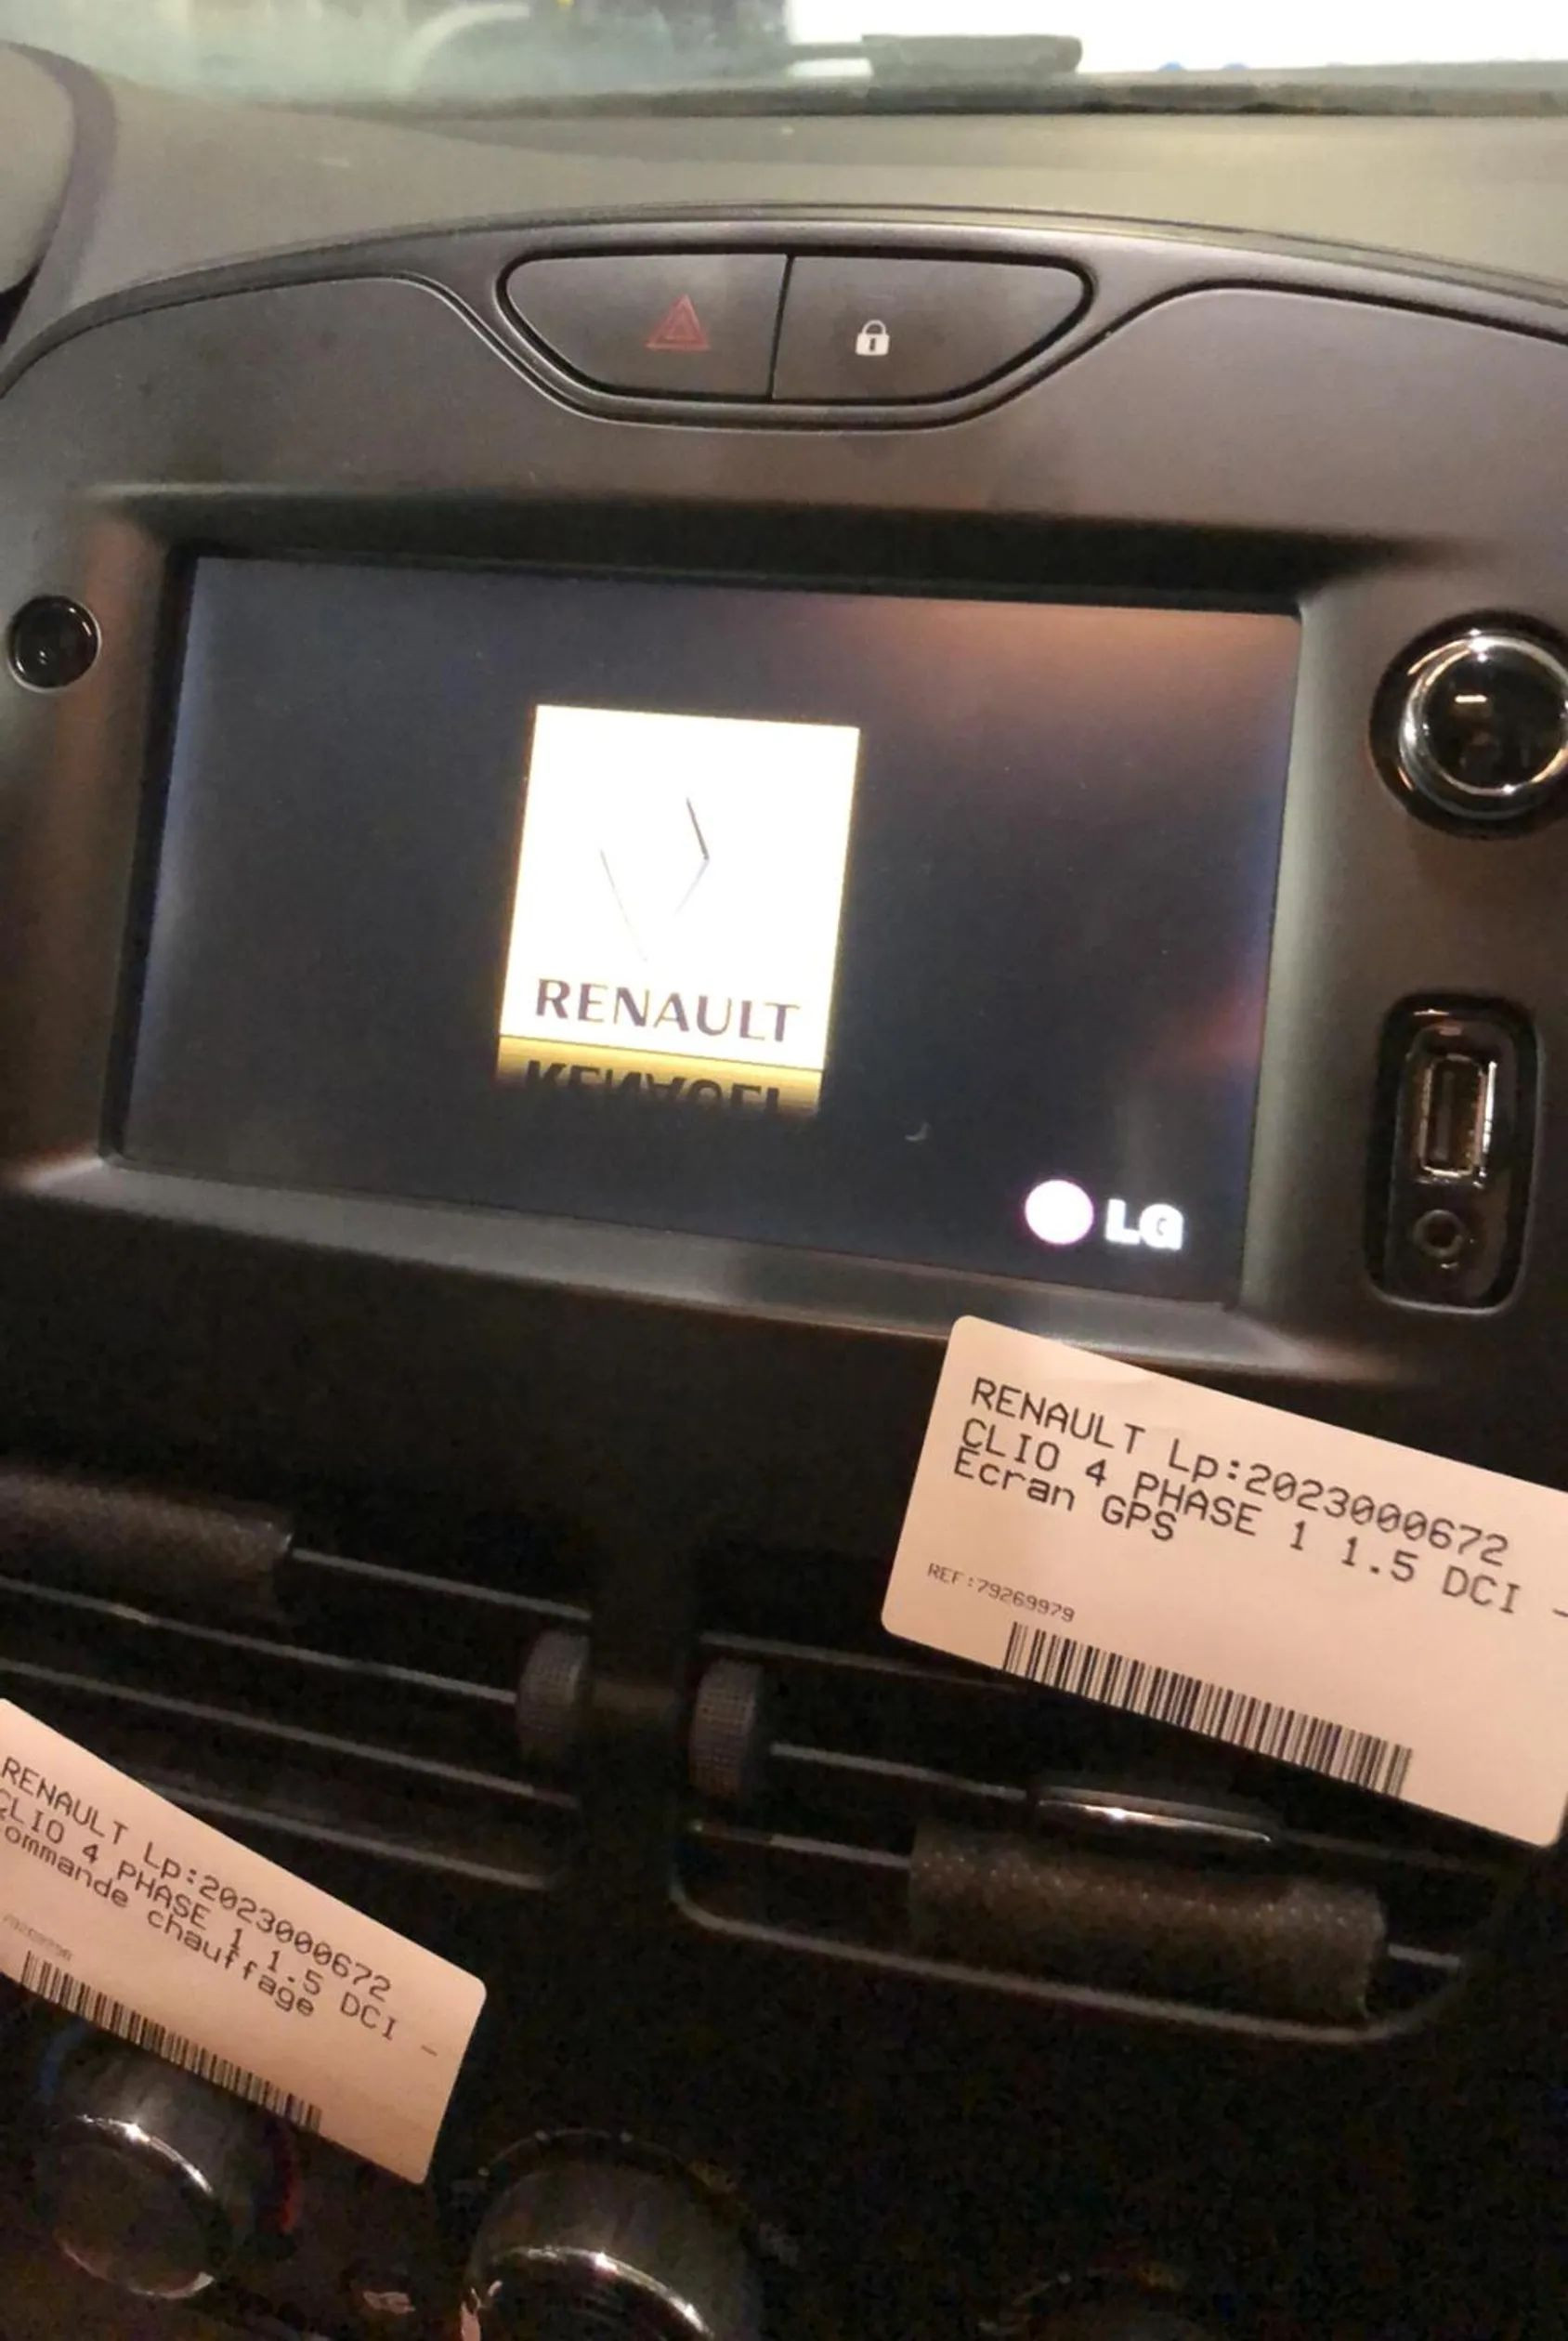 RENAULT
LG
RENAULT Lp:2023000672
CLIO 4 PHASE 1 1.5 DCI -
Ecran GPS
REF:79269979
RENAULT Lp:2023000672
CLIO 4 PHASE 1 1.5 DCI -
ommande chauffage